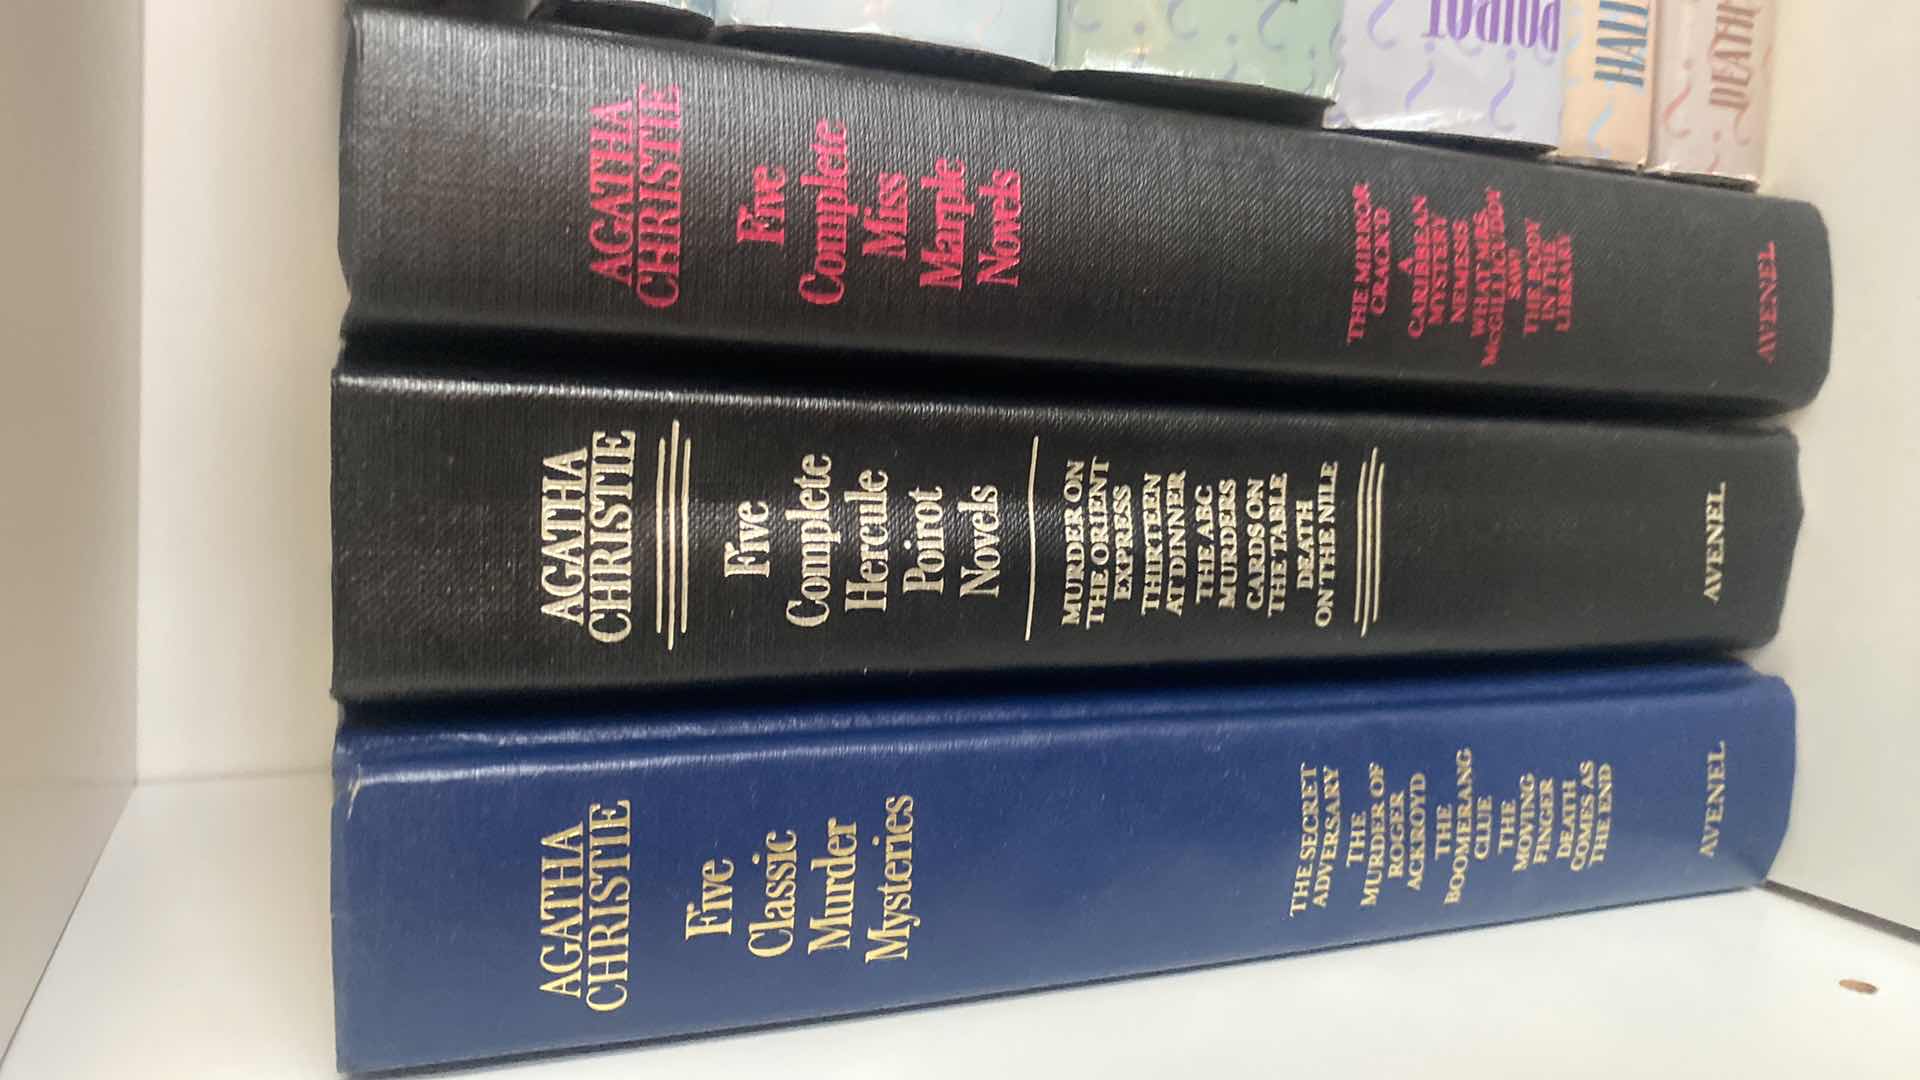 AGATHA
CHRISTIE
Five
Complete
Miss
Marple
Novels
THE MIRROR
CRACK'D
A
CARIBBEAN
MYSTERY
NEMESIS
WHAT MRS.
McGILLICUDDY
SAW
THE BODY
IN THE
LIBRARY
AVENEL
AGATHA
CHRISTIE
Five
Complete
Hercule
Poirot
Novels
MURDER ON
THE ORIENT
EXPRESS
THIRTEEN
AT DINNER
THE ABC
MURDERS
CARDS ON
THE TABLE
DEATH
ON THE NILE
AVENEL
AGATHA
CHRISTIE
Five
Classic
Murder
Mysteries
THE SECRET
ADVERSARY
THE
MURDER OF
ROGER
ACKROYD
THE
BOOMERANG
CLUE
THE
MOVING
FINGER
DEATH
COMES AS
THE END
AVENEL
POIROT
HALL
DEATH